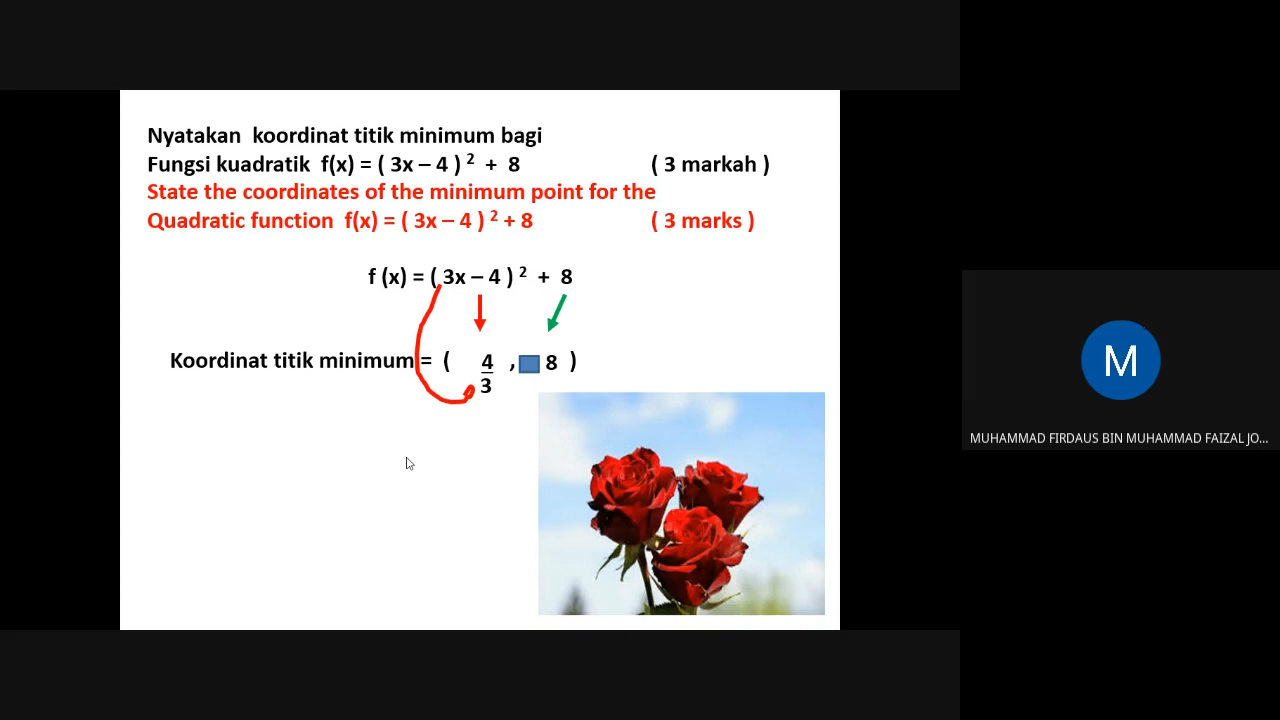 Nyatakan koordinat titik minimum bagi
Fungsi kuadratik f(x) = ( 3x – 4 ) ² + 8 ( 3 markah )
State the coordinates of the minimum point for the
Quadratic function f(x) = ( 3x – 4 ) ² + 8 ( 3 marks )
f (x) = ( 3x – 4 ) ² + 8
Koordinat titik minimum = ( 4/3 , 8 )
M
MUHAMMAD FIRDAUS BIN MUHAMMAD FAIZAL JO...